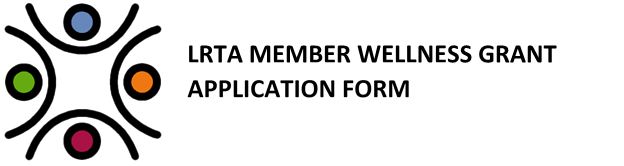 LRTA MEMBER WELLNESS GRANT
APPLICATION FORM